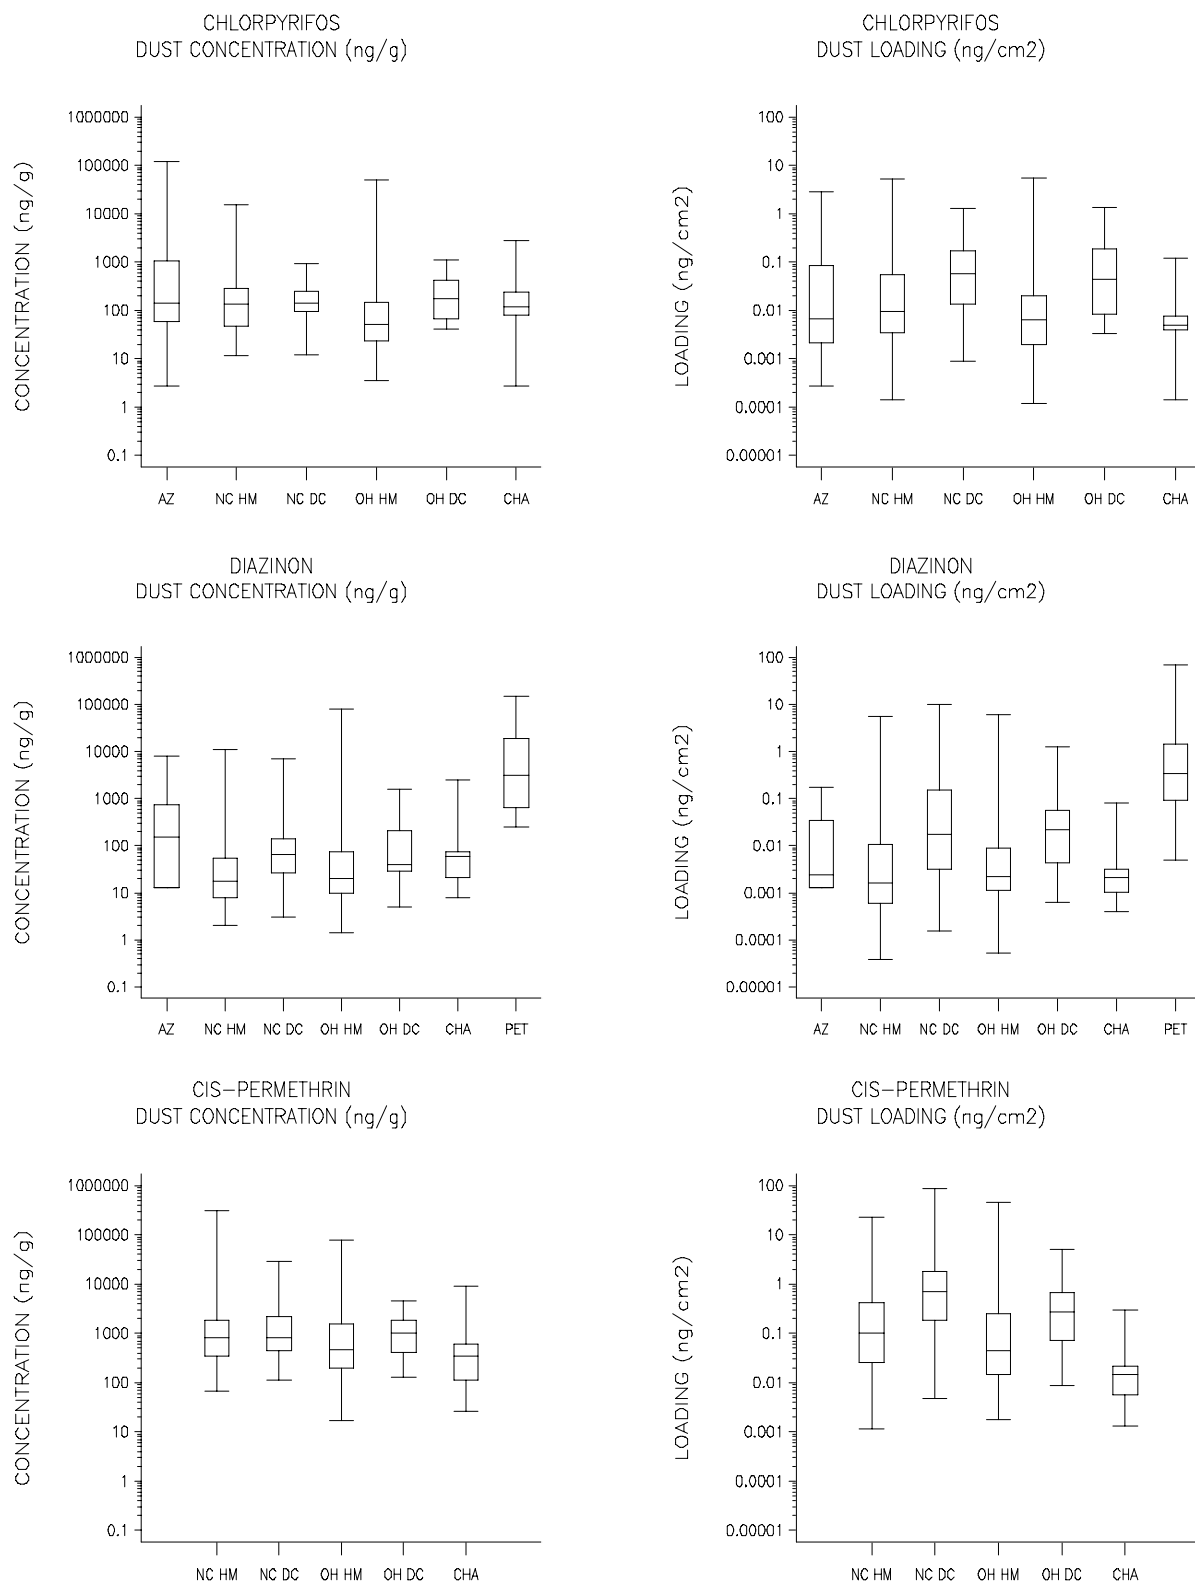 CHLORPYRIFOS
DUST CONCENTRATION (ng/g)
CONCENTRATION (ng/g)
1000000
100000
10000
1000
100
10
1
0.1
AZ NC HM NC DC OH HM OH DC CHA
CHLORPYRIFOS
DUST LOADING (ng/cm2)
LOADING (ng/cm2)
100
10
1
0.1
0.01
0.001
0.0001
0.00001
AZ NC HM NC DC OH HM OH DC CHA
DIAZINON
DUST CONCENTRATION (ng/g)
CONCENTRATION (ng/g)
1000000
100000
10000
1000
100
10
1
0.1
AZ NC HM NC DC OH HM OH DC CHA PET
DIAZINON
DUST LOADING (ng/cm2)
LOADING (ng/cm2)
100
10
1
0.1
0.01
0.001
0.0001
0.00001
AZ NC HM NC DC OH HM OH DC CHA PET
CIS-PERMETHRIN
DUST CONCENTRATION (ng/g)
CONCENTRATION (ng/g)
1000000
100000
10000
1000
100
10
1
0.1
NC HM NC DC OH HM OH DC CHA
CIS-PERMETHRIN
DUST LOADING (ng/cm2)
LOADING (ng/cm2)
100
10
1
0.1
0.01
0.001
0.0001
0.00001
NC HM NC DC OH HM OH DC CHA